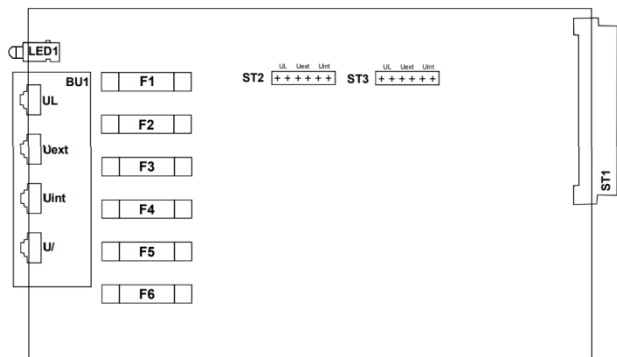 LED1
BU1
UL
Uext
Uint
U/
F1
F2
F3
F4
F5
F6
UL Uext Uint
ST2 ++++++
UL Uext Uint
ST3 ++++++
ST1